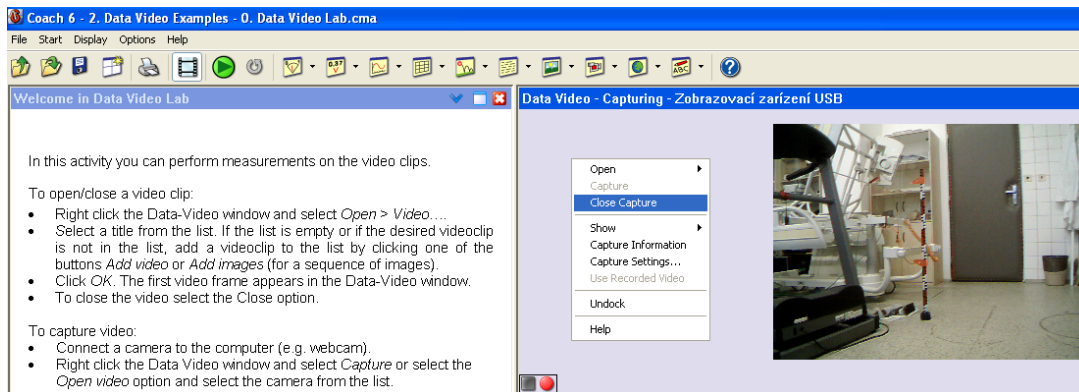 Coach 6 - 2. Data Video Examples - 0. Data Video Lab.cma
File Start Display Options Help
0,37
ABC
?
Welcome in Data Video Lab
In this activity you can perform measurements on the video clips.
To open/close a video clip:
• Right click the Data-Video window and select Open > Video....
• Select a title from the list. If the list is empty or if the desired videoclip
is not in the list, add a videoclip to the list by clicking one of the
buttons Add video or Add images (for a sequence of images).
• Click OK. The first video frame appears in the Data-Video window.
• To close the video select the Close option.
To capture video:
• Connect a camera to the computer (e.g. webcam).
• Right click the Data Video window and select Capture or select the
Open video option and select the camera from the list.
Data Video - Capturing - Zobrazovací zarízení USB
Open
Capture
Close Capture
Show
Capture Information
Capture Settings...
Use Recorded Video
Undock
Help